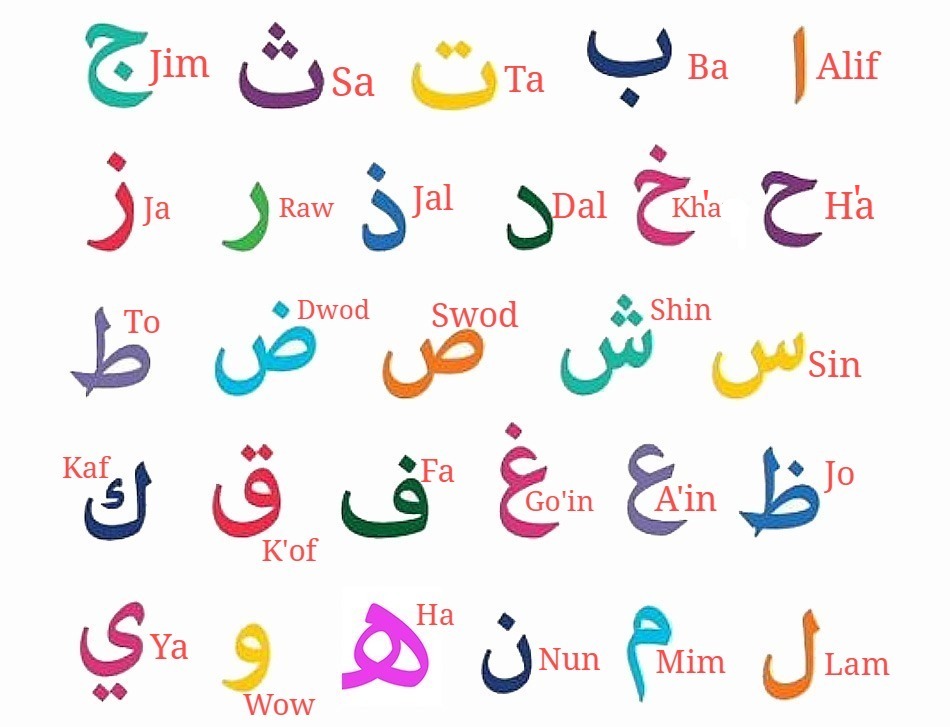 ا Alif ب Ba ت Ta ث Sa ج Jim
ح H'a خ Kh'a د Dal ذ Jal ر Raw ز Ja
س Sin ش Shin ص Swod ض Dwod ط To
ظ Jo ع A'in غ Go'in ف Fa ق K'of ك Kaf
ل Lam م Mim ن Nun ه Ha و Wow ي Ya